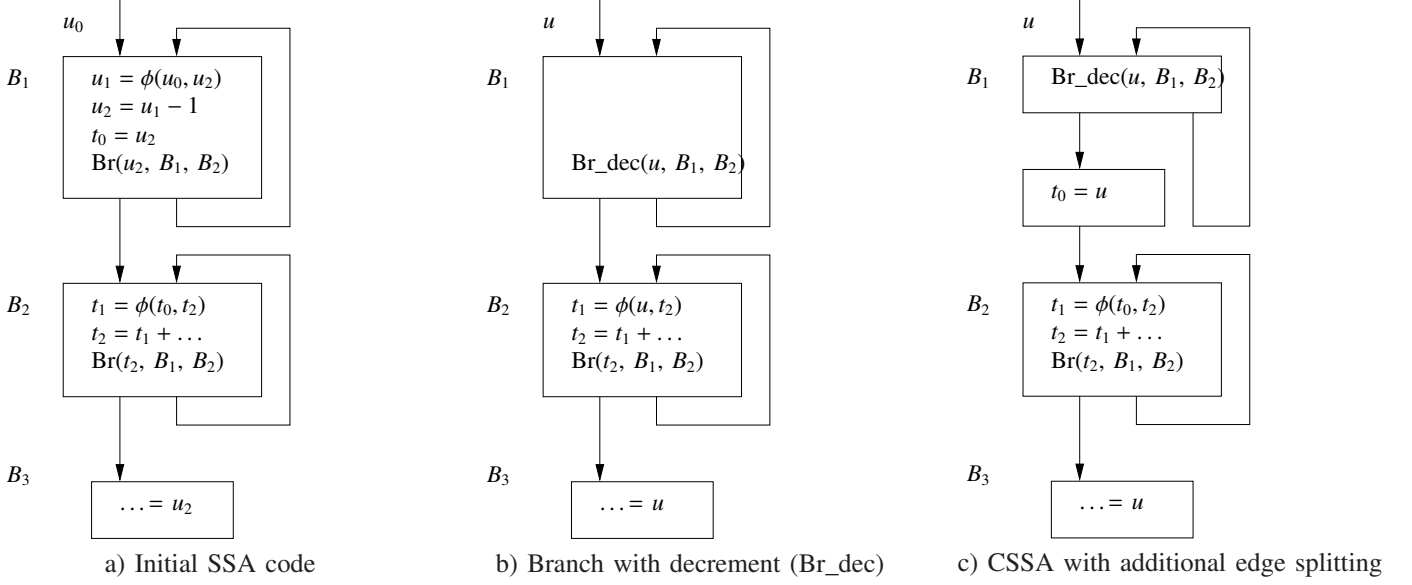 u₀
B₁
u₁ = ϕ(u₀, u₂)
u₂ = u₁ − 1
t₀ = u₂
Br(u₂, B₁, B₂)
B₂
t₁ = ϕ(t₀, t₂)
t₂ = t₁ + . . .
Br(t₂, B₁, B₂)
B₃
. . . = u₂
a) Initial SSA code
u
B₁
Br_dec(u, B₁, B₂)
B₂
t₁ = ϕ(u, t₂)
t₂ = t₁ + . . .
Br(t₂, B₁, B₂)
B₃
. . . = u
b) Branch with decrement (Br_dec)
u
B₁
Br_dec(u, B₁, B₂)
t₀ = u
B₂
t₁ = ϕ(t₀, t₂)
t₂ = t₁ + . . .
Br(t₂, B₁, B₂)
B₃
. . . = u
c) CSSA with additional edge splitting